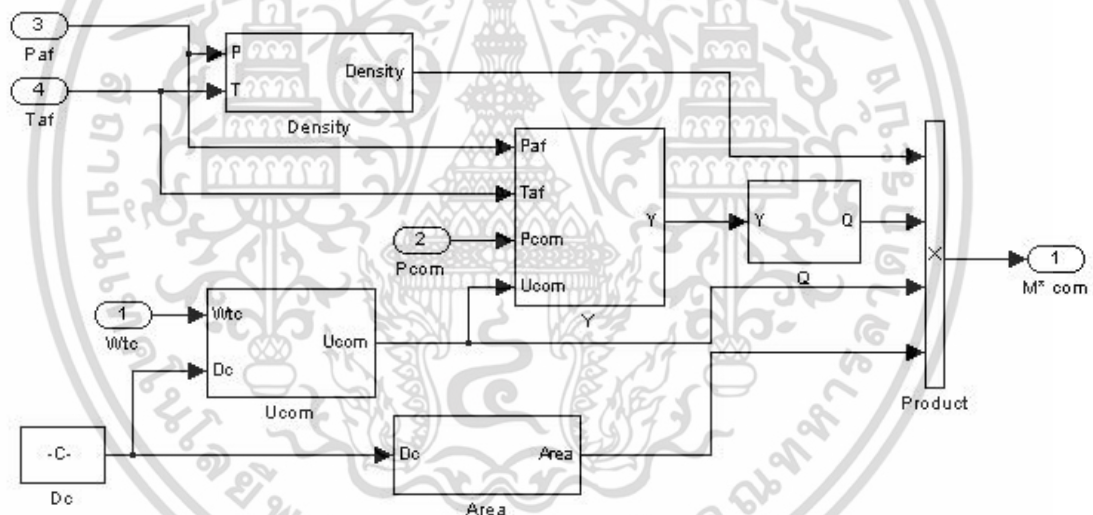 3
Paf
4
Taf
P
T
Density
Density
Paf
Taf
Pcom
Ucom
Y
Y
2
Pcom
Y
Q
Q
1
Wtc
Wtc
Dc
Ucom
Ucom
-C-
Dc
Dc
Area
Area
×
Product
1
M* com